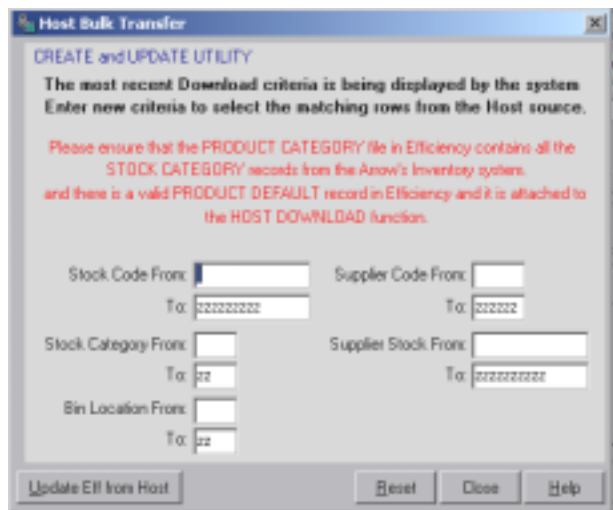 Host Bulk Transfer
CREATE and UPDATE UTILITY
The most recent Download criteria is being displayed by the system
Enter new criteria to select the matching rows from the Host source.
Please ensure that the PRODUCT CATEGORY file in Efficiency contains all the
STOCK CATEGORY records from the Arrow's Inventory system.
and there is a valid PRODUCT DEFAULT record in Efficiency and it is attached to
the HOST DOWNLOAD function.
Stock Code From: Supplier Code From:
To: zzzzzzzzz To: zzzzzz
Stock Category From: Supplier Stock From:
To: zz To: zzzzzzzzzz
Bin Location From:
To: zz
Update Eff from Host Reset Close Help